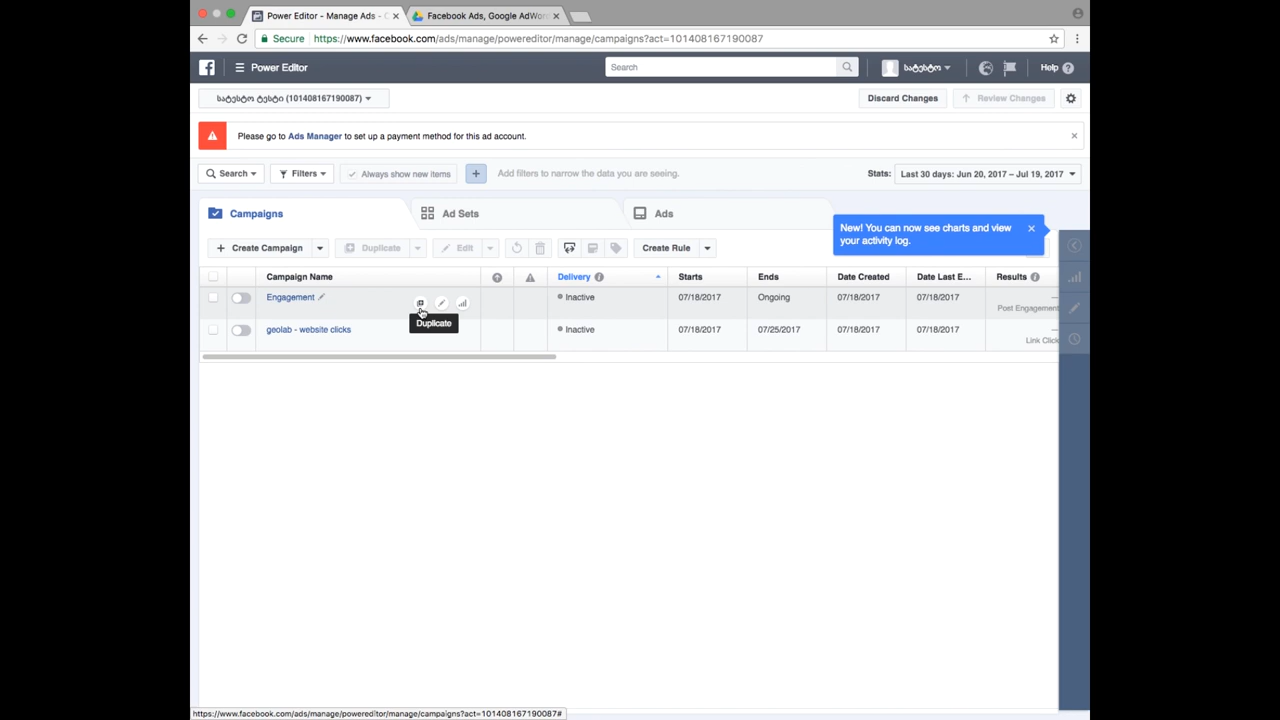 Power Editor - Manage Ads - C
Facebook Ads, Google AdWor
Secure https://www.facebook.com/ads/manage/powereditor/manage/campaigns?act=101408167190087
Power Editor
Search
სატესტო
Help
სატესტო ტესტი (101408167190087)
Discard Changes
Review Changes
Please go to Ads Manager to set up a payment method for this ad account.
Search
Filters
Always show new items
Add filters to narrow the data you are seeing.
Stats:
Last 30 days: Jun 20, 2017 – Jul 19, 2017
Campaigns
Ad Sets
Ads
New! You can now see charts and view
your activity log.
Create Campaign
Duplicate
Edit
Create Rule
Campaign Name
Delivery
Starts
Ends
Date Created
Date Last E...
Results
Engagement
Inactive
07/18/2017
Ongoing
07/18/2017
07/18/2017
—
Post Engagement
Duplicate
geolab - website clicks
Inactive
07/18/2017
07/25/2017
07/18/2017
07/18/2017
—
Link Click
https://www.facebook.com/ads/manage/powereditor/manage/campaigns?act=101408167190087#